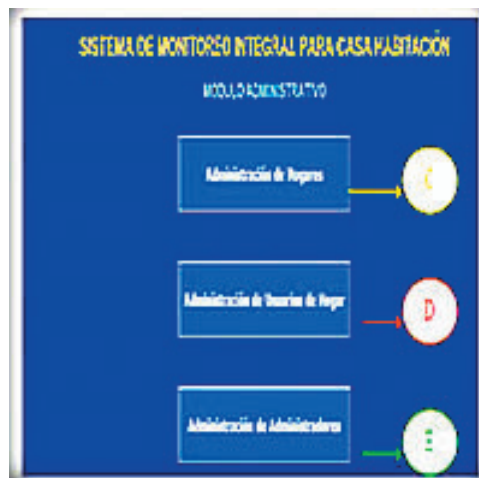 SISTEMA DE MONITOREO INTEGRAL PARA CASA HABITACIÓN
MODULO ADMINISTRATIVO
Administración de Hogares
C
Administración de Usuarios de Hogar
D
Administración de Administradores
E